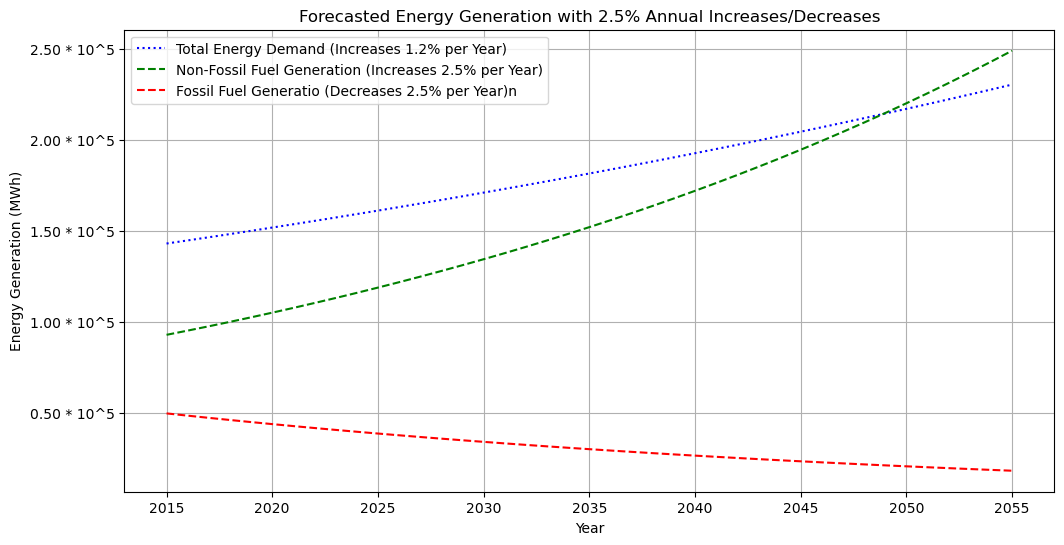 Forecasted Energy Generation with 2.5% Annual Increases/Decreases
Total Energy Demand (Increases 1.2% per Year)
Non-Fossil Fuel Generation (Increases 2.5% per Year)
Fossil Fuel Generatio (Decreases 2.5% per Year)n
Energy Generation (MWh)
2.50 * 10^5
2.00 * 10^5
1.50 * 10^5
1.00 * 10^5
0.50 * 10^5
2015 2020 2025 2030 2035 2040 2045 2050 2055
Year